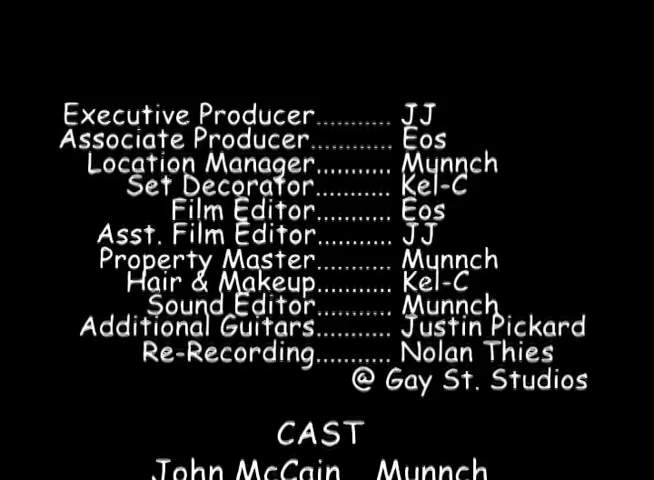 Executive Producer........... JJ
Associate Producer............ Eos
Location Manager........... Munnch
Set Decorator........... Kel-C
Film Editor........... Eos
Asst. Film Editor........... JJ
Property Master........... Munnch
Hair & Makeup........... Kel-C
Sound Editor........... Munnch
Additional Guitars........... Justin Pickard
Re-Recording........... Nolan Thies
@ Gay St. Studios
CAST
John McCain Munnch